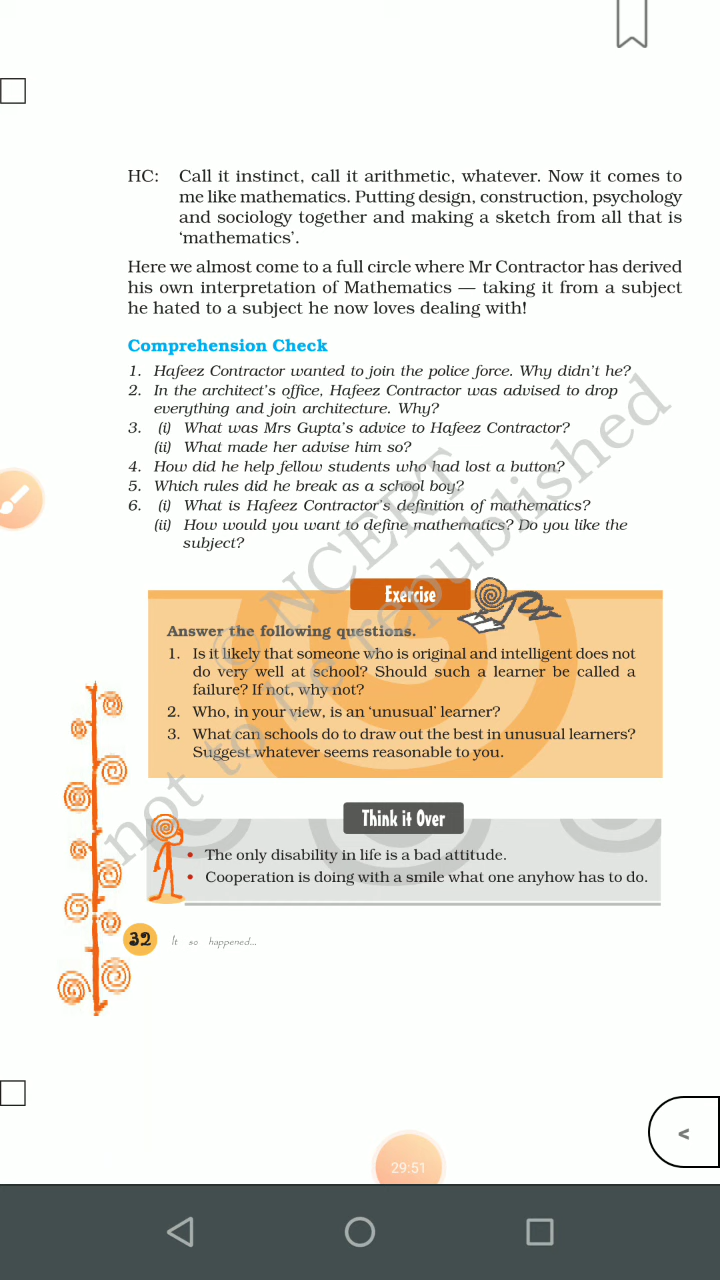 HC: Call it instinct, call it arithmetic, whatever. Now it comes to
me like mathematics. Putting design, construction, psychology
and sociology together and making a sketch from all that is
‘mathematics’.
Here we almost come to a full circle where Mr Contractor has derived
his own interpretation of Mathematics — taking it from a subject
he hated to a subject he now loves dealing with!
Comprehension Check
1. Hafeez Contractor wanted to join the police force. Why didn’t he?
2. In the architect’s office, Hafeez Contractor was advised to drop
everything and join architecture. Why?
3. (i) What was Mrs Gupta’s advice to Hafeez Contractor?
(ii) What made her advise him so?
4. How did he help fellow students who had lost a button?
5. Which rules did he break as a school boy?
6. (i) What is Hafeez Contractor’s definition of mathematics?
(ii) How would you want to define mathematics? Do you like the
subject?
© NCERT
not to be republished
Exercise
Answer the following questions.
1. Is it likely that someone who is original and intelligent does not
do very well at school? Should such a learner be called a
failure? If not, why not?
2. Who, in your view, is an ‘unusual’ learner?
3. What can schools do to draw out the best in unusual learners?
Suggest whatever seems reasonable to you.
Think it Over
• The only disability in life is a bad attitude.
• Cooperation is doing with a smile what one anyhow has to do.
32 It so happened...
<
29:51